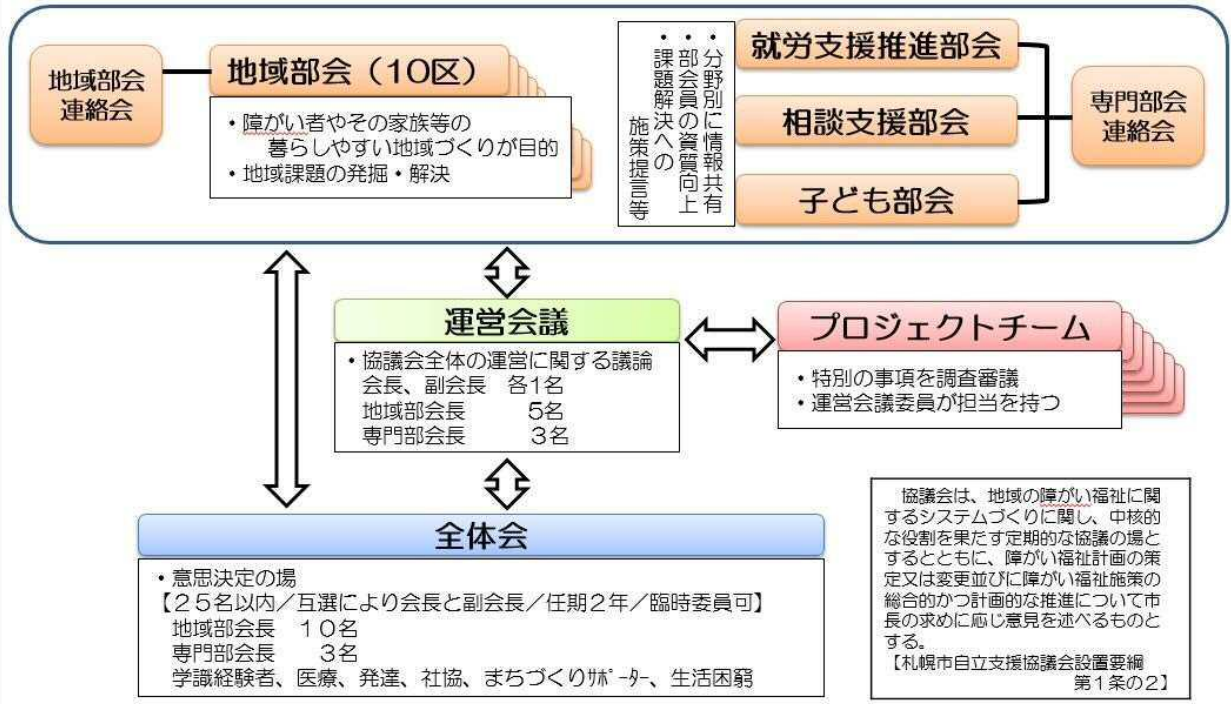 地域部会
連絡会
地域部会（10区）
・障がい者やその家族等の
暮らしやすい地域づくりが目的
・地域課題の発掘・解決
・分野別に情報共有
・部会員の資質向上
・課題解決への
施策提言等
就労支援推進部会
相談支援部会
子ども部会
専門部会
連絡会
運営会議
・協議会全体の運営に関する議論
会長、副会長　各１名
地域部会長　５名
専門部会長　３名
プロジェクトチーム
・特別の事項を調査審議
・運営会議委員が担当を持つ
全体会
・意思決定の場
【２５名以内／互選により会長と副会長／任期２年／臨時委員可】
地域部会長　１０名
専門部会長　３名
学識経験者、医療、発達、社協、まちづくりｻﾎﾟｰﾀｰ、生活困窮
協議会は、地域の障がい福祉に関
するシステムづくりに関し、中核的
な役割を果たす定期的な協議の場と
するとともに、障がい福祉計画の策
定又は変更並びに障がい福祉施策の
総合的かつ計画的な推進について市
長の求めに応じ意見を述べるものと
する。
【札幌市自立支援協議会設置要綱
第１条の２】